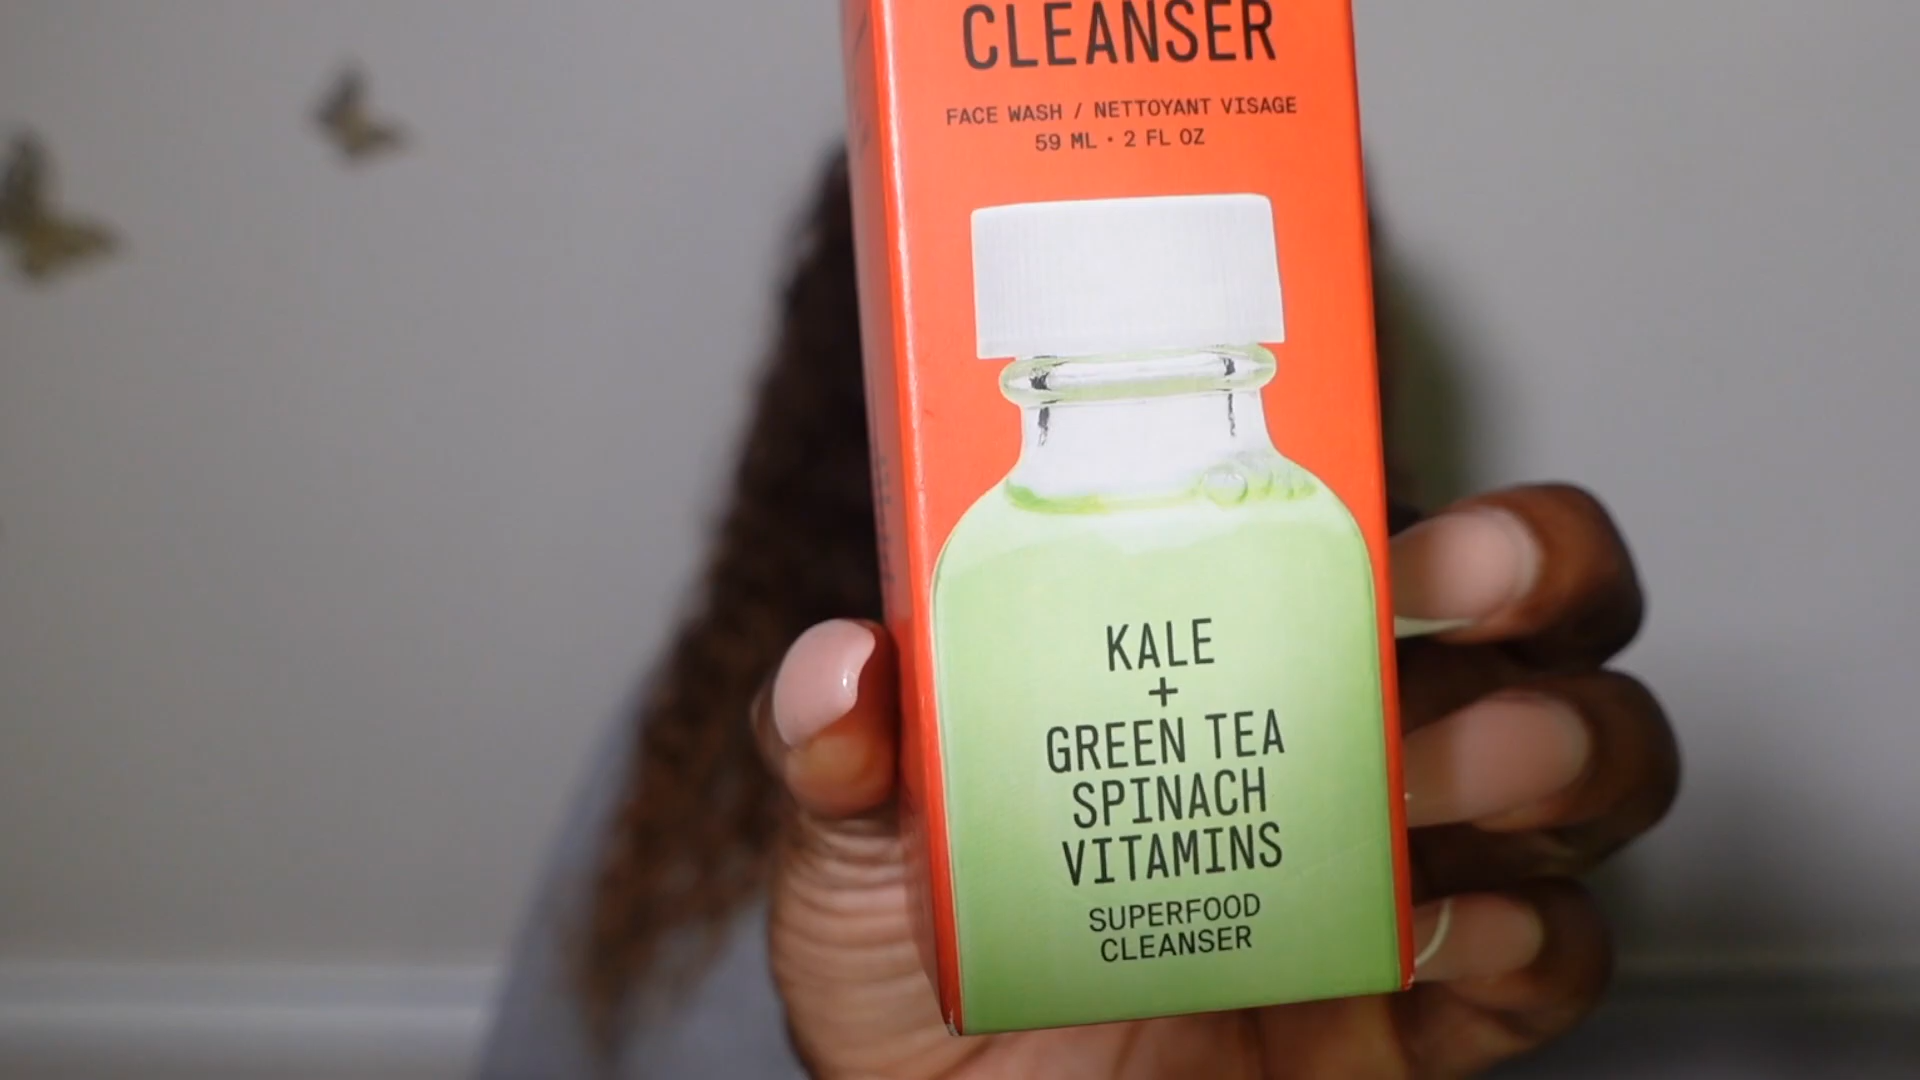 CLEANSER
FACE WASH / NETTOYANT VISAGE
59 ML • 2 FL OZ
KALE
+
GREEN TEA
SPINACH
VITAMINS
SUPERFOOD
CLEANSER